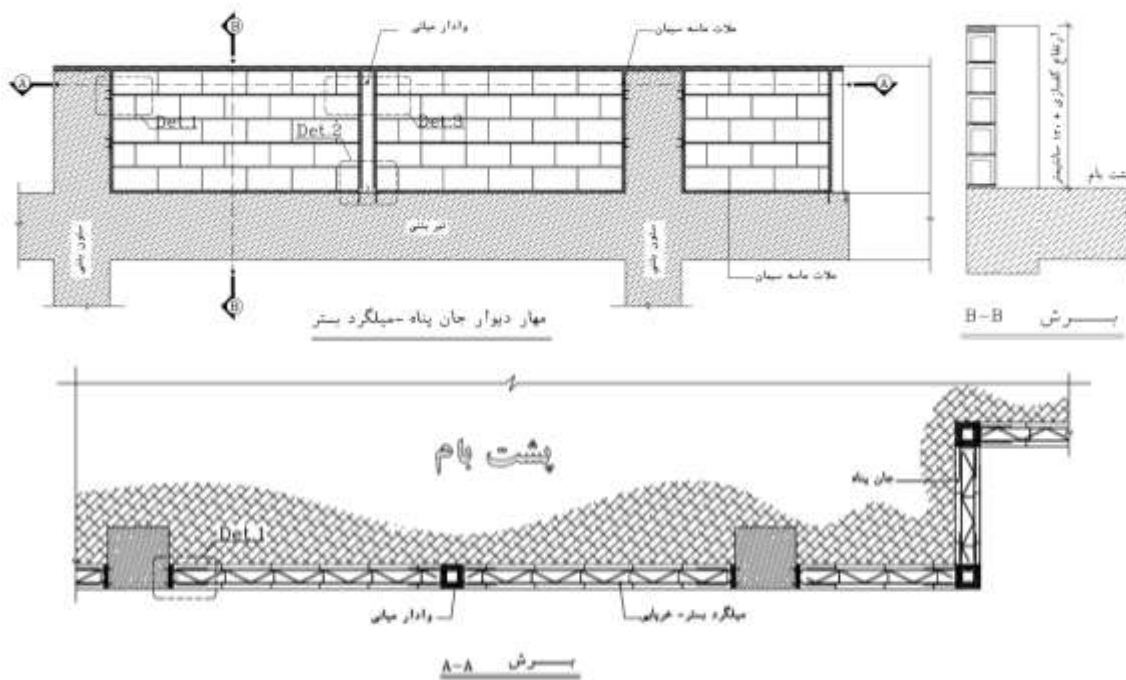 B
وادار میانی
ملات ماسه سیمان
A
A
Det.1
Det.2
Det.3
ارتفاع کفسازی + ۱۳۰ سانتیمتر
پشت بام
ستون بتنی
تیر بتنی
ستون بتنی
ملات ماسه سیمان
B
مهار دیوار جان پناه -میلگرد بستر
برش B-B
پشت بام
جان پناه
Det.1
وادار میانی
میلگرد بستر- خرپایی
برش A-A